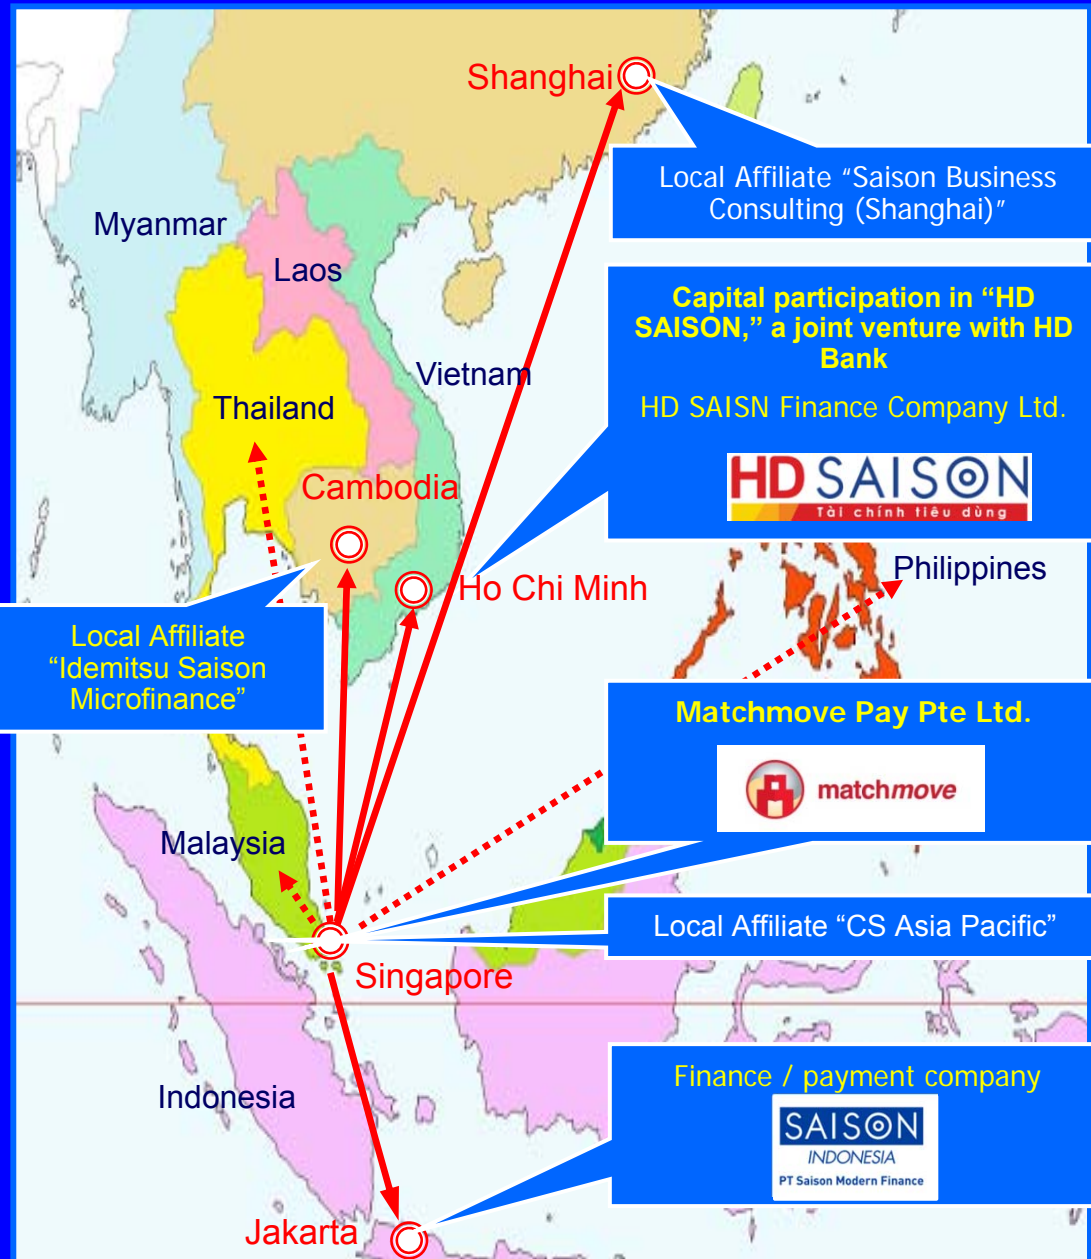 Shanghai
Local Affiliate “Saison Business
Consulting (Shanghai)”
Myanmar
Laos
Capital participation in “HD
SAISON,” a joint venture with HD
Bank
HD SAISN Finance Company Ltd.
HD SAISON
Tài chính tiêu dùng
Vietnam
Thailand
Cambodia
Ho Chi Minh
Philippines
Local Affiliate
“Idemitsu Saison
Microfinance”
Matchmove Pay Pte Ltd.
matchmove
Malaysia
Local Affiliate “CS Asia Pacific”
Singapore
Indonesia
Finance / payment company
SAISON
INDONESIA
PT Saison Modern Finance
Jakarta